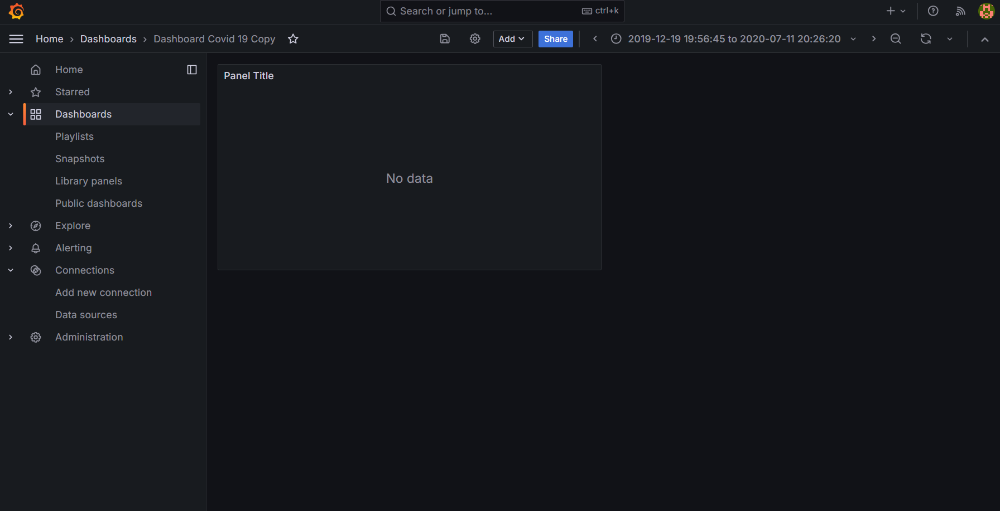 Search or jump to... ctrl+k
Home › Dashboards › Dashboard Covid 19 Copy Add Share 2019-12-19 19:56:45 to 2020-07-11 20:26:20
Home
Starred
Dashboards
Playlists
Snapshots
Library panels
Public dashboards
Explore
Alerting
Connections
Add new connection
Data sources
Administration
Panel Title
No data